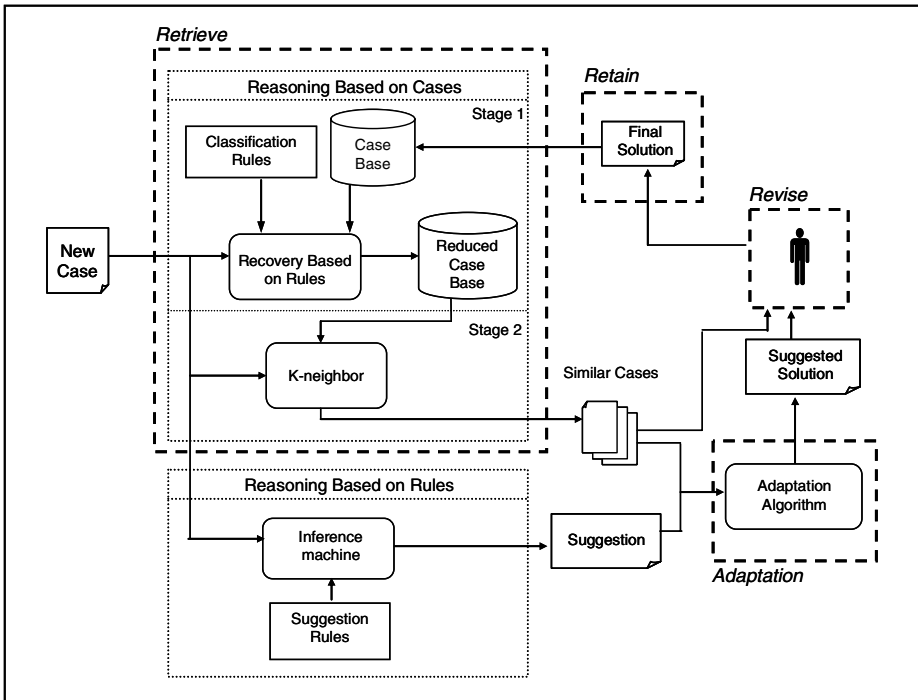 Retrieve
Reasoning Based on Cases
Stage 1
Classification
Rules
Case
Base
Retain
Final
Solution
Revise
New
Case
Recovery Based
on Rules
Reduced
Case
Base
Stage 2
K-neighbor
Similar Cases
Suggested
Solution
Reasoning Based on Rules
Inference
machine
Suggestion
Rules
Suggestion
Adaptation
Algorithm
Adaptation